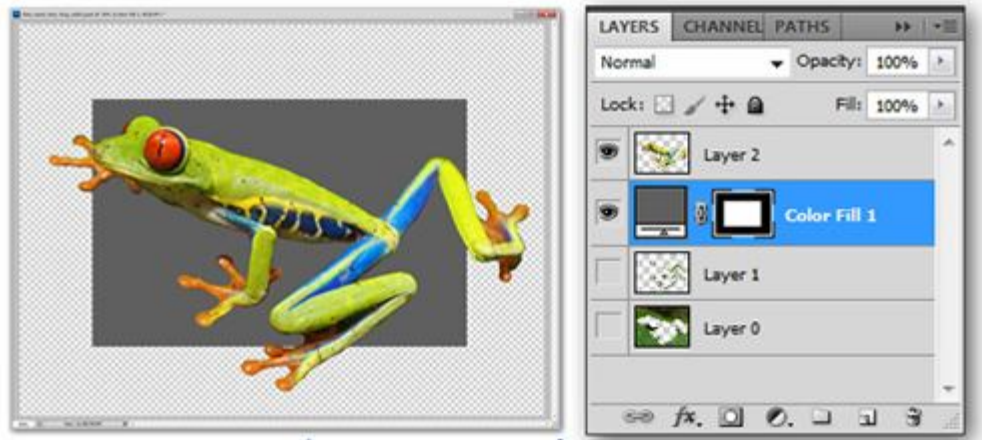 LAYERS CHANNEL PATHS
Normal Opacity: 100%
Lock: Fill: 100%
Layer 2
Color Fill 1
Layer 1
Layer 0
fx.